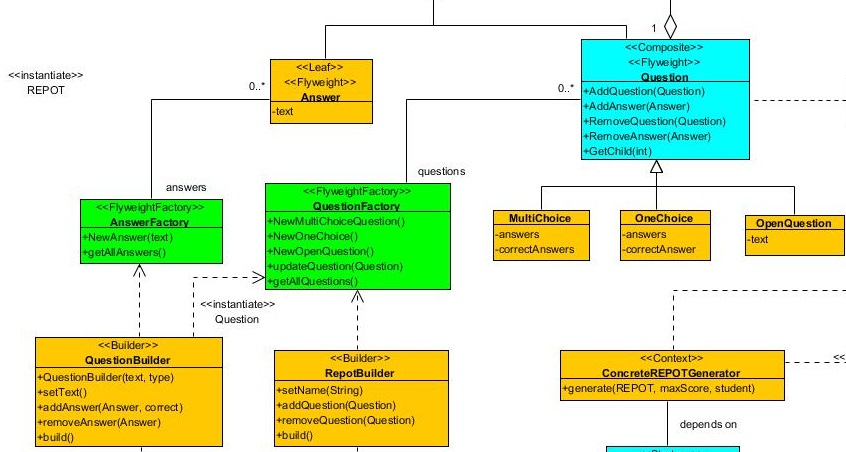 <<instantiate>>
REPOT
<<Leaf>>
<<Flyweight>>
Answer
-text
0..*
1
<<Composite>>
<<Flyweight>>
Question
+AddQuestion(Question)
+AddAnswer(Answer)
+RemoveQuestion(Question)
+RemoveAnswer(Answer)
+GetChild(int)
0..*
answers
questions
<<FlyweightFactory>>
AnswerFactory
+NewAnswer(text)
+getAllAnswers()
<<FlyweightFactory>>
QuestionFactory
+NewMultiChoiceQuestion()
+NewOneChoice()
+NewOpenQuestion()
+updateQuestion(Question)
+getAllQuestions()
MultiChoice
-answers
-correctAnswers
OneChoice
-answers
-correctAnswer
OpenQuestion
-text
<<instantiate>>
Question
<<Builder>>
QuestionBuilder
+QuestionBuilder(text, type)
+setText()
+addAnswer(Answer, correct)
+removeAnswer(Answer)
+build()
<<Builder>>
RepotBuilder
+setName(String)
+addQuestion(Question)
+removeQuestion(Question)
+build()
<<Context>>
ConcreteREPOTGenerator
+generate(REPOT, maxScore, student)
<<
depends on